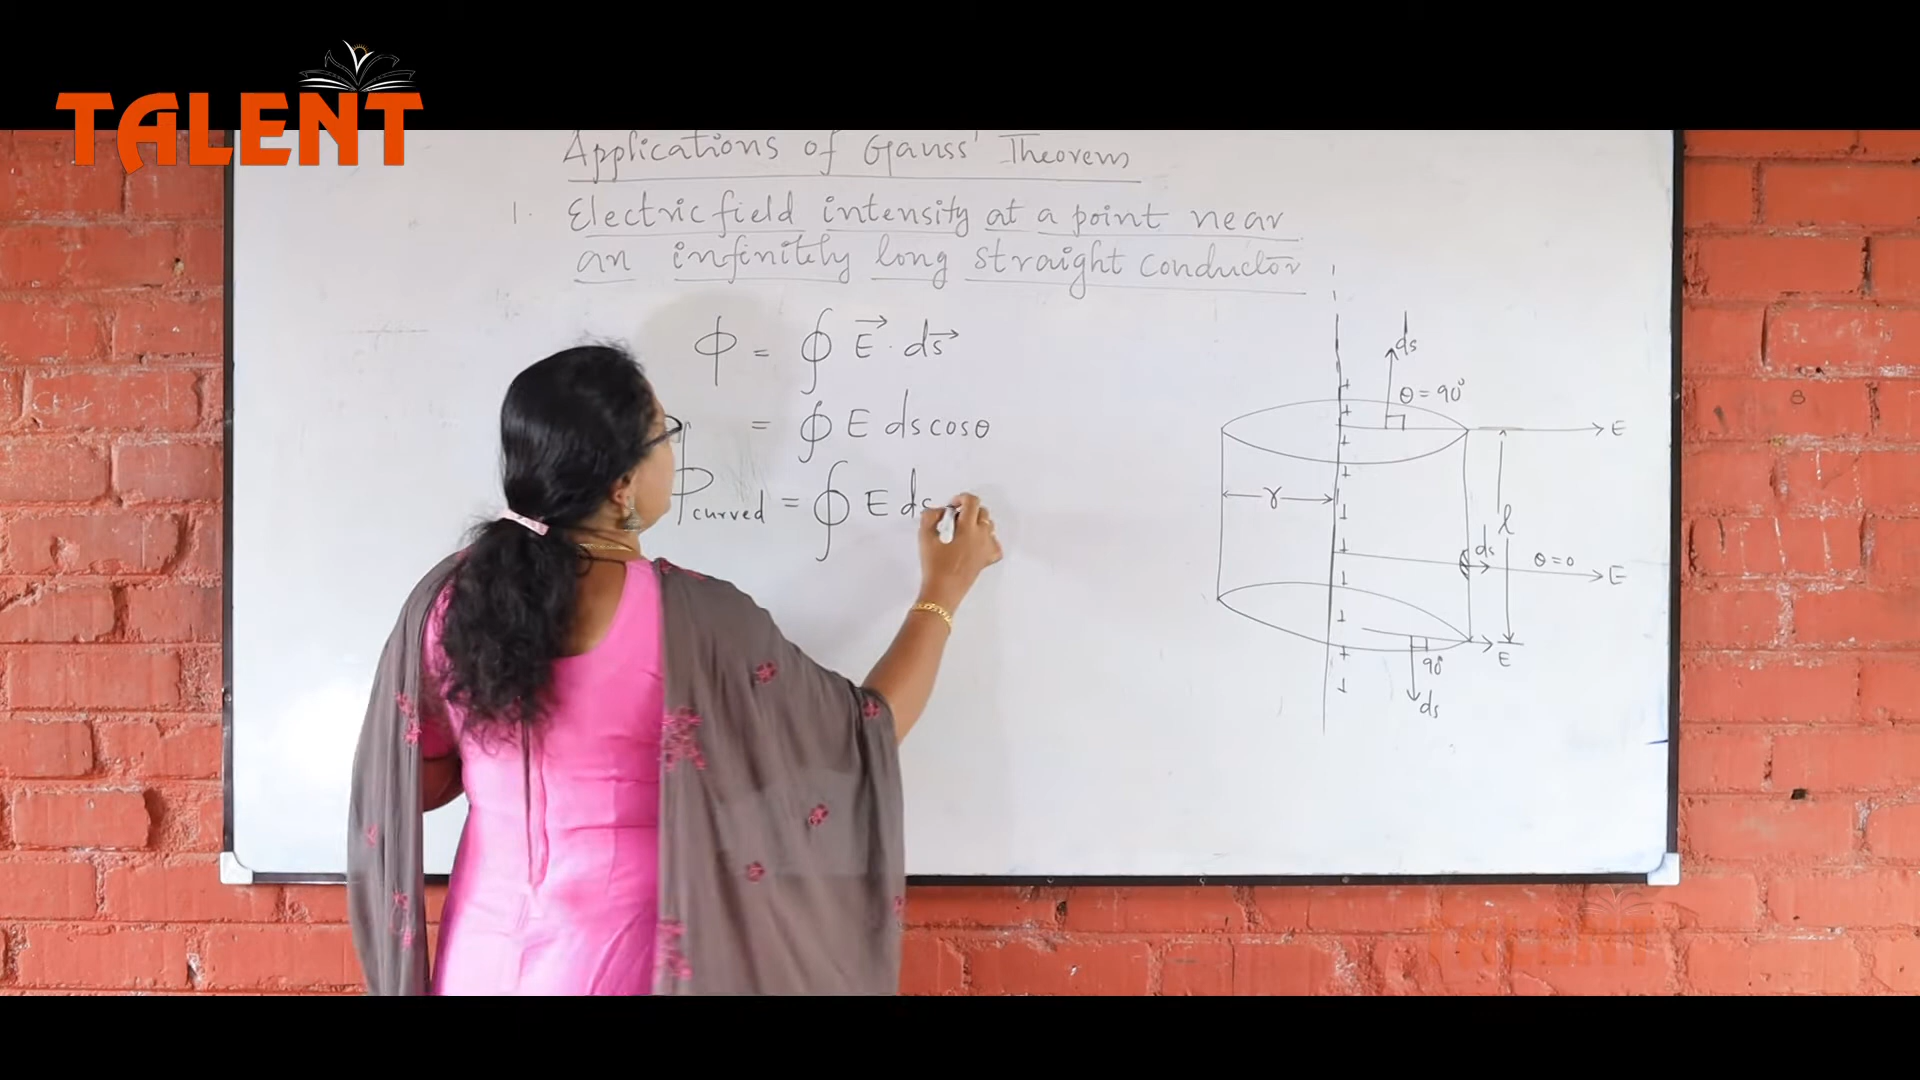 TALENT
Applications of Gauss' Theorem
1. Electric field intensity at a point near
an infinitely long straight conductor
ϕ = ∮ E⃗ . ds⃗
= ∮ E ds cosθ
ϕcurved = ∮ E ds
ds
θ = 90°
E
r
l
ds
θ = 0
E
E
90°
ds